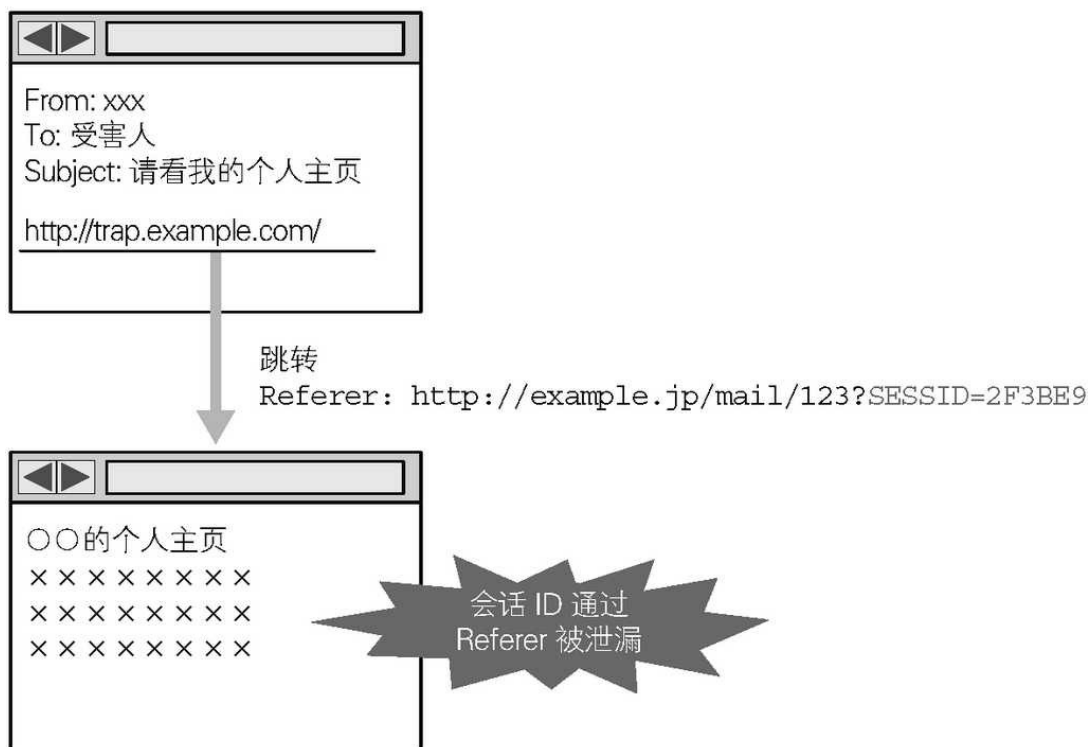 From: xxx
To: 受害人
Subject: 请看我的个人主页
http://trap.example.com/
跳转
Referer: http://example.jp/mail/123?SESSID=2F3BE9
○○的个人主页
××××××××
××××××××
××××××××
会话 ID 通过
Referer 被泄漏